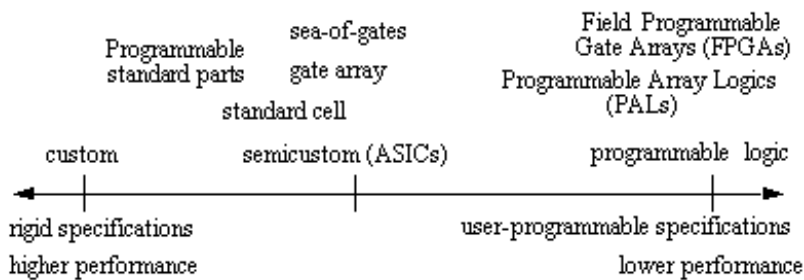 sea-of-gates
Field Programmable
Gate Arrays (FPGAs)
Programmable
standard parts
gate array
Programmable Array Logics
(PALs)
standard cell
custom
semicustom (ASICs)
programmable logic
rigid specifications
user-programmable specifications
higher performance
lower performance